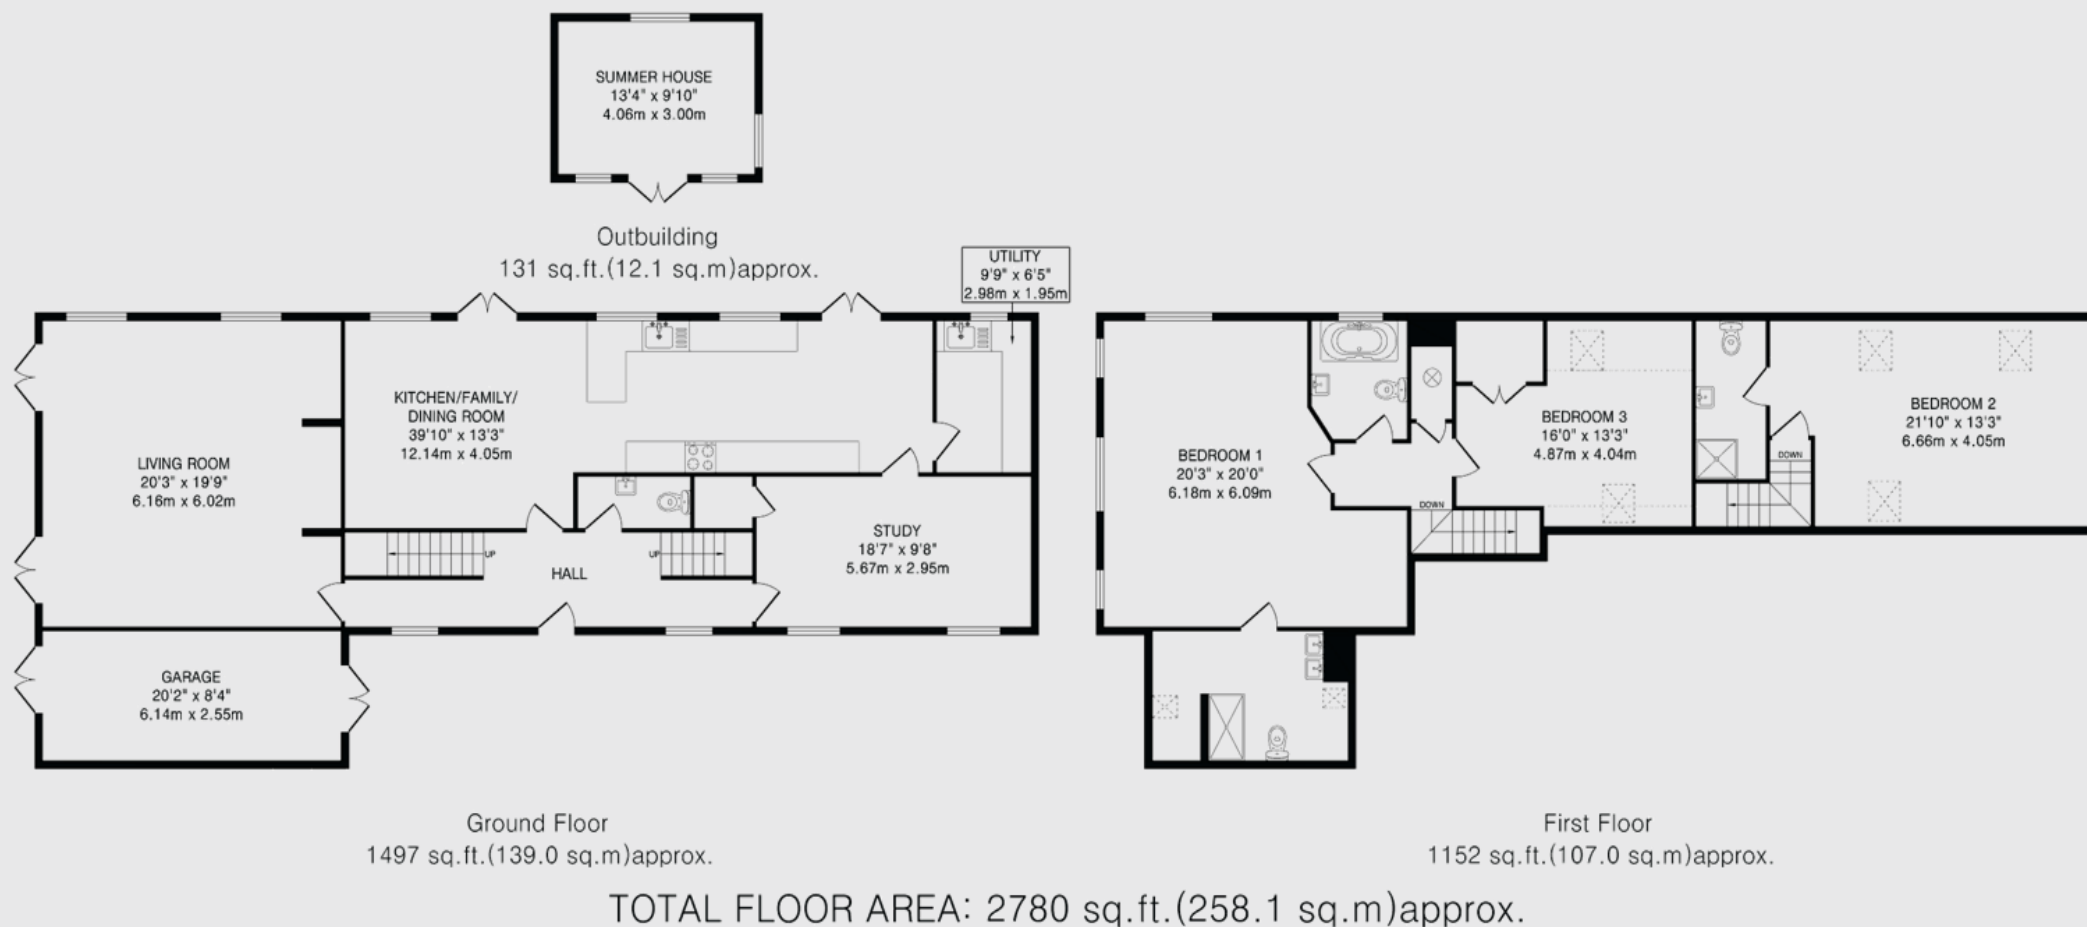 SUMMER HOUSE
13'4" x 9'10"
4.06m x 3.00m
Outbuilding
131 sq.ft.(12.1 sq.m)approx.
UTILITY
9'9" x 6'5"
2.98m x 1.95m
KITCHEN/FAMILY/
DINING ROOM
39'10" x 13'3"
12.14m x 4.05m
LIVING ROOM
20'3" x 19'9"
6.16m x 6.02m
UP
UP
HALL
STUDY
18'7" x 9'8"
5.67m x 2.95m
GARAGE
20'2" x 8'4"
6.14m x 2.55m
Ground Floor
1497 sq.ft.(139.0 sq.m)approx.
BEDROOM 1
20'3" x 20'0"
6.18m x 6.09m
DOWN
BEDROOM 3
16'0" x 13'3"
4.87m x 4.04m
DOWN
BEDROOM 2
21'10" x 13'3"
6.66m x 4.05m
First Floor
1152 sq.ft.(107.0 sq.m)approx.
TOTAL FLOOR AREA: 2780 sq.ft.(258.1 sq.m)approx.